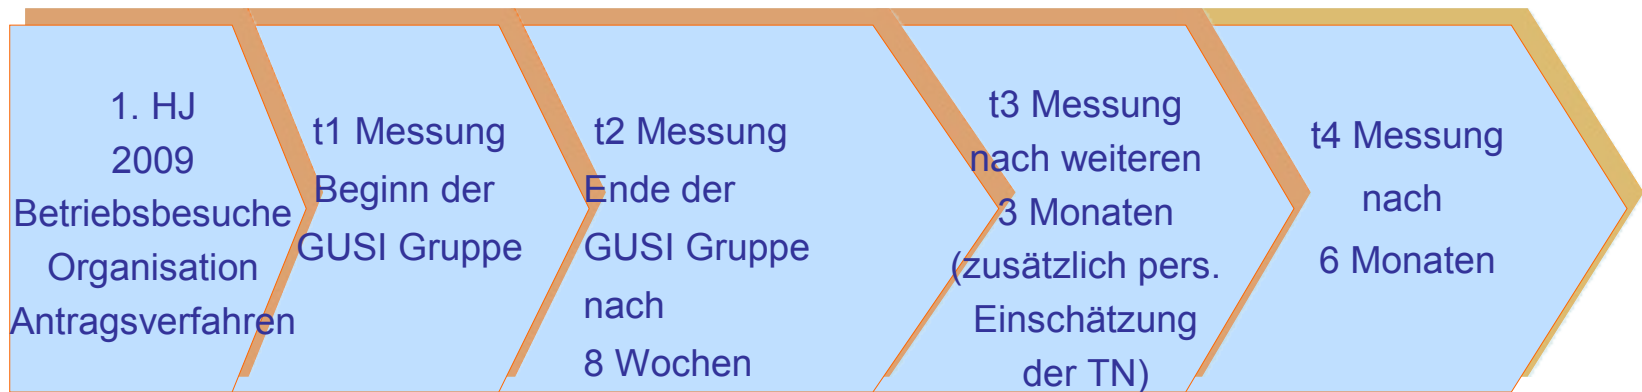 1. HJ
2009
Betriebsbesuche
Organisation
Antragsverfahren
t1 Messung
Beginn der
GUSI Gruppe
t2 Messung
Ende der
GUSI Gruppe
nach
8 Wochen
t3 Messung
nach weiteren
3 Monaten
(zusätzlich pers.
Einschätzung
der TN)
t4 Messung
nach
6 Monaten